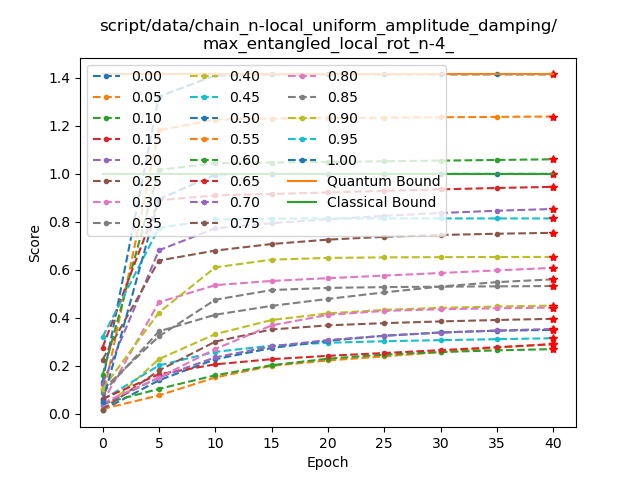 script/data/chain_n-local_uniform_amplitude_damping/
max_entangled_local_rot_n-4_
Score
1.4
1.2
1.0
0.8
0.6
0.4
0.2
0.0
0.00 0.40 0.80
0.05 0.45 0.85
0.10 0.50 0.90
0.15 0.55 0.95
0.20 0.60 1.00
0.25 0.65 Quantum Bound
0.30 0.70 Classical Bound
0.35 0.75
0 5 10 15 20 25 30 35 40
Epoch